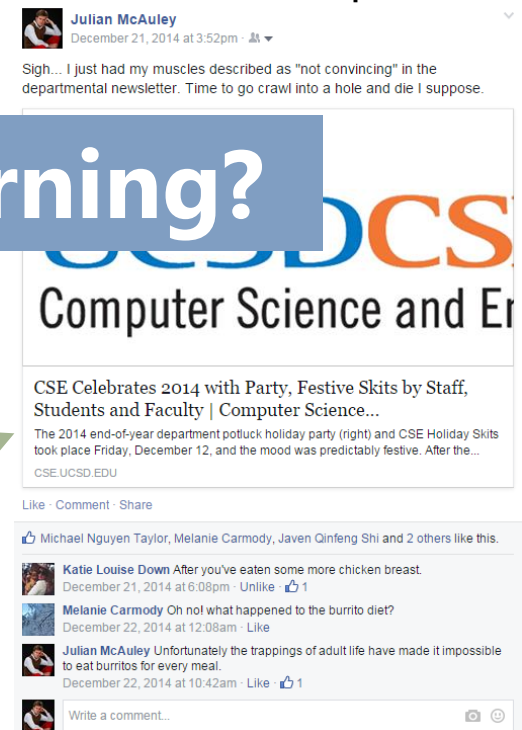 Julian McAuley
December 21, 2014 at 3:52pm ·
Sigh... I just had my muscles described as "not convincing" in the
departmental newsletter. Time to go crawl into a hole and die I suppose.
rning?
UCSDCS
Computer Science and En
CSE Celebrates 2014 with Party, Festive Skits by Staff,
Students and Faculty | Computer Science...
The 2014 end-of-year department potluck holiday party (right) and CSE Holiday Skits
took place Friday, December 12, and the mood was predictably festive. After the...
CSE.UCSD.EDU
Like · Comment · Share
Michael Nguyen Taylor, Melanie Carmody, Javen Qinfeng Shi and 2 others like this.
Katie Louise Down After you've eaten some more chicken breast.
December 21, 2014 at 6:08pm · Unlike · 1
Melanie Carmody Oh no! what happened to the burrito diet?
December 22, 2014 at 12:08am · Like
Julian McAuley Unfortunately the trappings of adult life have made it impossible
to eat burritos for every meal.
December 22, 2014 at 10:42am · Like · 1
Write a comment...